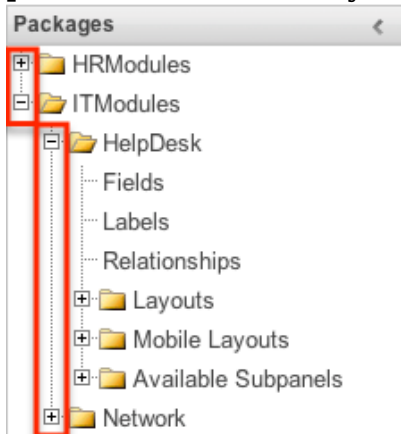 Packages
HRModules
ITModules
HelpDesk
Fields
Labels
Relationships
Layouts
Mobile Layouts
Available Subpanels
Network